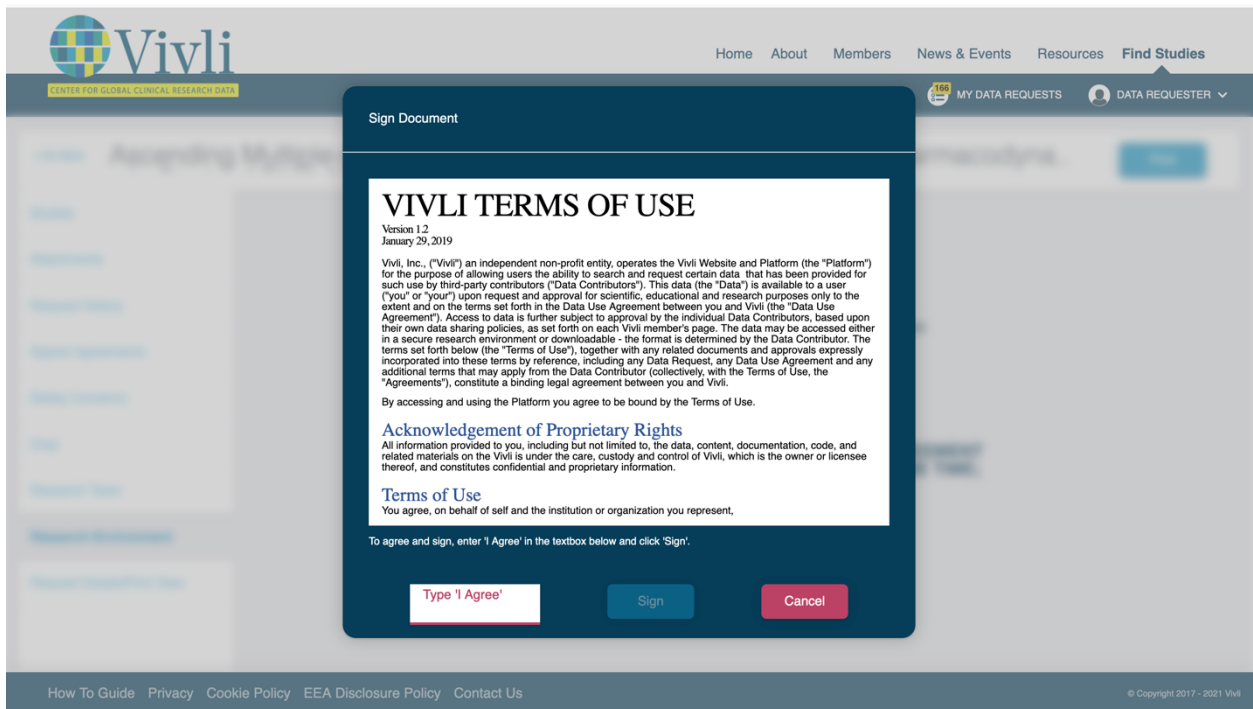 Vivli
CENTER FOR GLOBAL CLINICAL RESEARCH DATA
Home About Members News & Events Resources Find Studies
166
MY DATA REQUESTS DATA REQUESTER
Sign Document
VIVLI TERMS OF USE
Version 1.2
January 29, 2019
Vivli, Inc., ("Vivli") an independent non-profit entity, operates the Vivli Website and Platform (the "Platform")
for the purpose of allowing users the ability to search and request certain data that has been provided for
such use by third-party contributors ("Data Contributors"). This data (the "Data") is available to a user
("you" or "your") upon request and approval for scientific, educational and research purposes only to the
extent and on the terms set forth in the Data Use Agreement between you and Vivli (the "Data Use
Agreement"). Access to data is further subject to approval by the individual Data Contributors, based upon
their own data sharing policies, as set forth on each Vivli member's page. The data may be accessed either
in a secure research environment or downloadable - the format is determined by the Data Contributor. The
terms set forth below (the "Terms of Use"), together with any related documents and approvals expressly
incorporated into these terms by reference, including any Data Request, any Data Use Agreement and any
additional terms that may apply from the Data Contributor (collectively, with the Terms of Use, the
"Agreements"), constitute a binding legal agreement between you and Vivli.
By accessing and using the Platform you agree to be bound by the Terms of Use.
Acknowledgement of Proprietary Rights
All information provided to you, including but not limited to, the data, content, documentation, code, and
related materials on the Vivli is under the care, custody and control of Vivli, which is the owner or licensee
thereof, and constitutes confidential and proprietary information.
Terms of Use
You agree, on behalf of self and the institution or organization you represent,
To agree and sign, enter 'I Agree' in the textbox below and click 'Sign'.
Type 'I Agree' Sign Cancel
Ascending Multiple
Research Environment
How To Guide Privacy Cookie Policy EEA Disclosure Policy Contact Us
© Copyright 2017 - 2021 Vivli